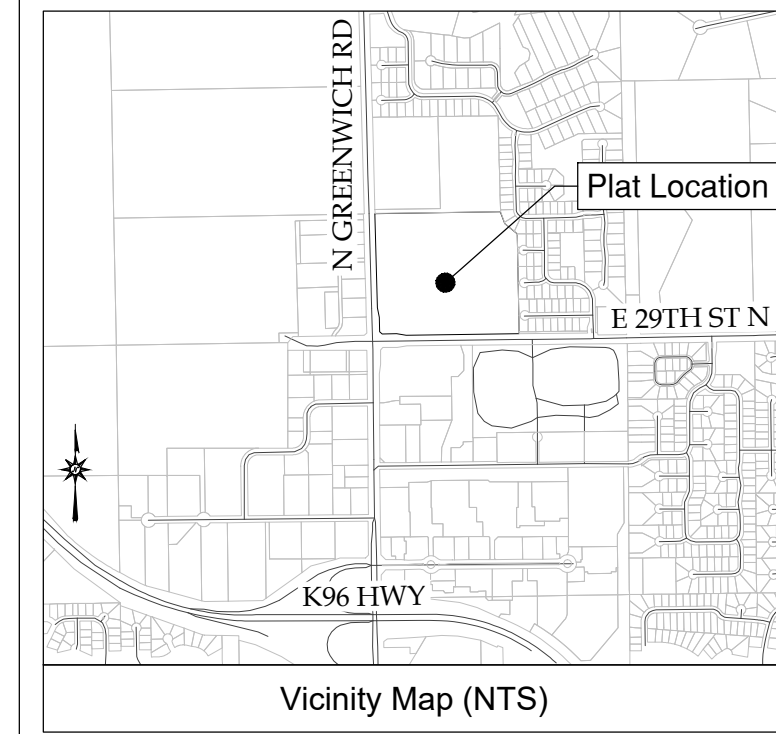 N GREENWICH RD
Plat Location
E 29TH ST N
K96 HWY
Vicinity Map (NTS)